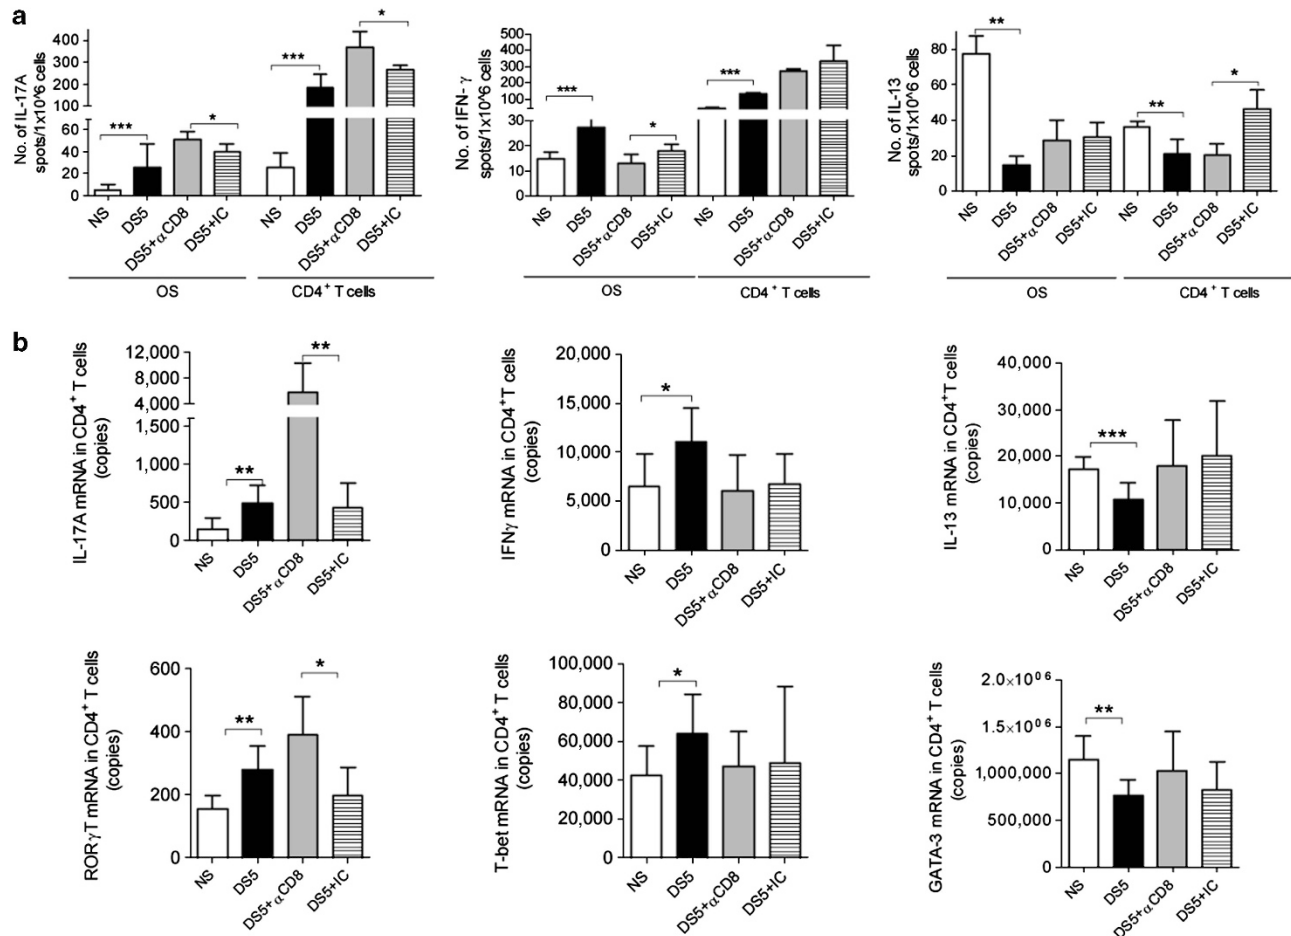 a
No. of IL-17A
spots/1x10^6 cells
400
300
200
100
60
40
20
0
***
*
***
*
NS
DS5
DS5+αCD8
DS5+IC
NS
DS5
DS5+αCD8
DS5+IC
OS
CD4+ T cells
No. of IFN- γ
spots/1x10^6 cells
500
400
300
200
100
30
20
10
0
***
*
***
NS
DS5
DS5+αCD8
DS5+IC
NS
DS5
DS5+αCD8
DS5+IC
OS
CD4 + T cells
No. of IL-13
spots/1x10^6 cells
80
60
40
20
0
**
**
*
NS
DS5
DS5+αCD8
DS5+IC
NS
DS5
DS5+αCD8
DS5+IC
OS
CD4+ T cells
b
IL-17A mRNA in CD4+ T cells
(copies)
12,000
8,000
4,000
1,500
1,000
500
0
**
**
NS
DS5
DS5+αCD8
DS5+IC
IFNγ mRNA in CD4+T cells
(copies)
20,000
15,000
10,000
5,000
0
*
NS
DS5
DS5+αCD8
DS5+IC
IL-13 mRNA in CD4+T cells
(copies)
40,000
30,000
20,000
10,000
0
***
NS
DS5
DS5+αCD8
DS5+IC
RORγT mRNA in CD4+ T cells
(copies)
600
400
200
0
**
*
NS
DS5
DS5+αCD8
DS5+IC
T-bet mRNA in CD4+ T cells
(copies)
100,000
80,000
60,000
40,000
20,000
0
*
NS
DS5
DS5+αCD8
DS5+IC
GATA-3 mRNA in CD4+ T cells
(copies)
2.0×10^06
1.5×10^06
1,000,000
500,000
0
**
NS
DS5
DS5+αCD8
DS5+IC